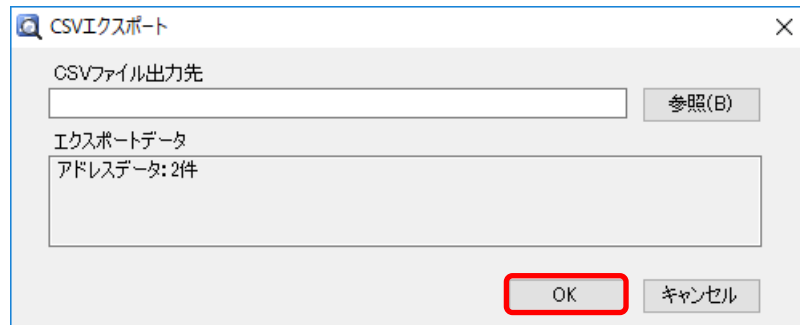 CSVエクスポート
CSVファイル出力先
参照(B)
エクスポートデータ
アドレスデータ: 2件
OK
キャンセル